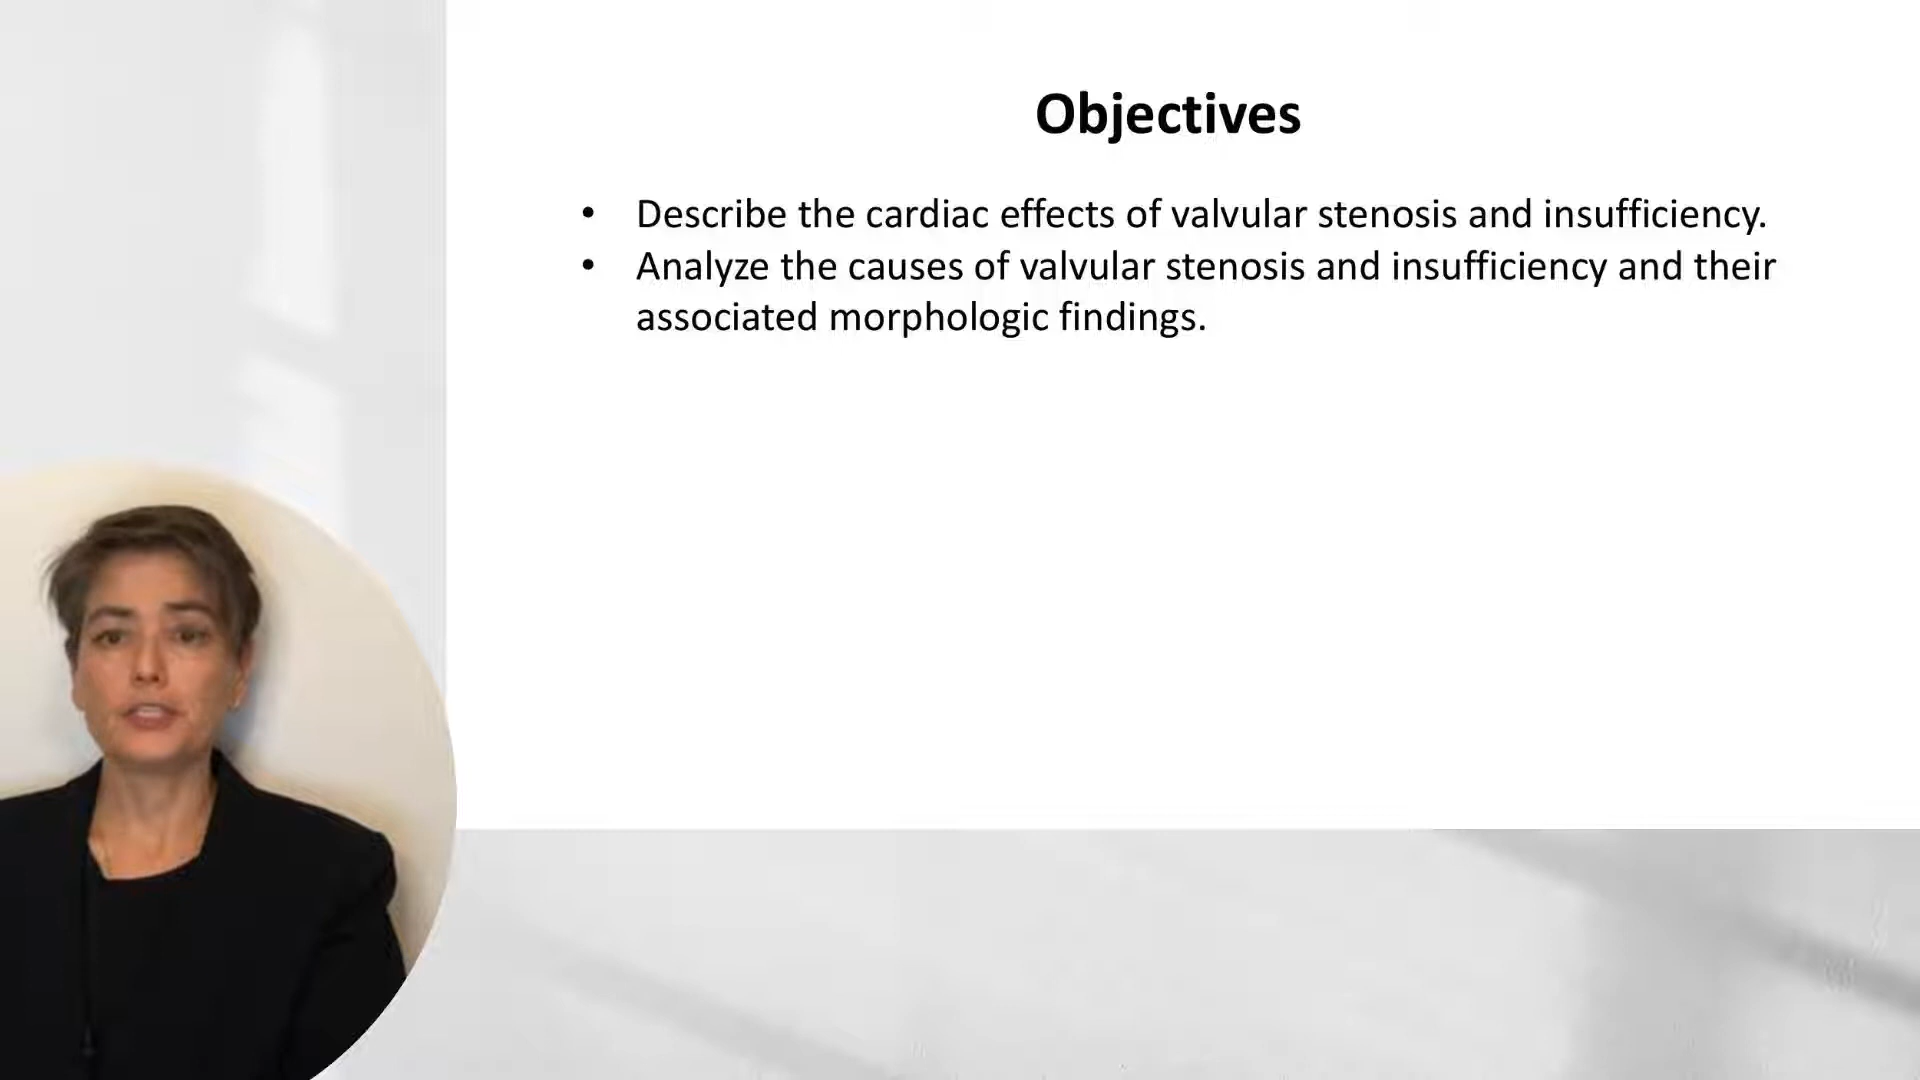 Objectives
• Describe the cardiac effects of valvular stenosis and insufficiency.
• Analyze the causes of valvular stenosis and insufficiency and their
associated morphologic findings.